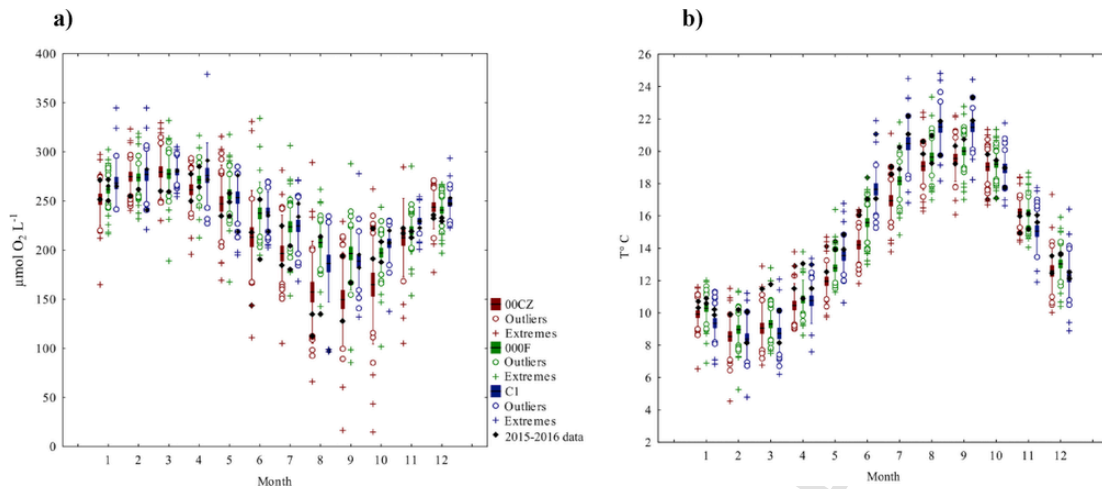 a)
400
350
300
250
200
150
100
50
0
µmol O₂ L⁻¹
1 2 3 4 5 6 7 8 9 10 11 12
Month
00CZ
Outliers
Extremes
000F
Outliers
Extremes
C1
Outliers
Extremes
2015-2016 data
b)
26
24
22
20
18
16
14
12
10
8
6
4
2
T° C
1 2 3 4 5 6 7 8 9 10 11 12
Month